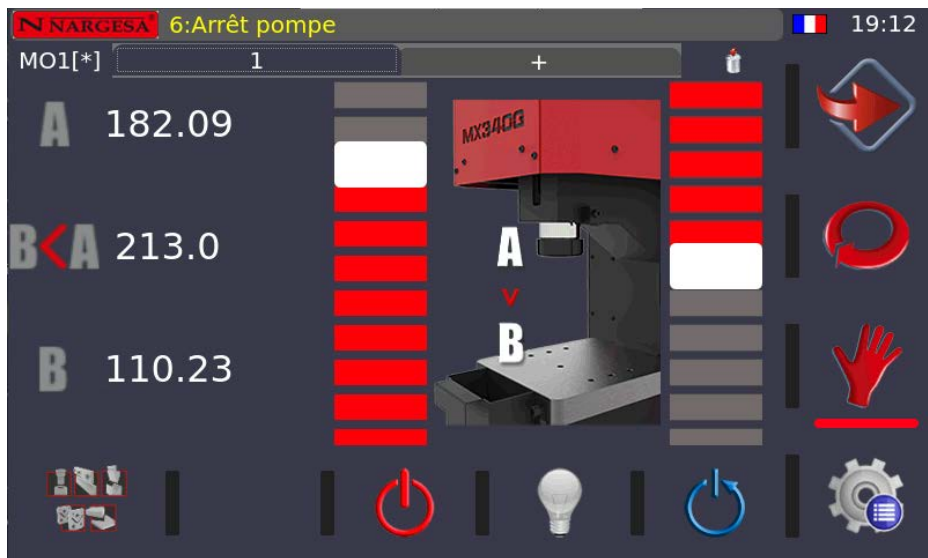 NARGESA 6:Arrêt pompe 19:12
MO1[*] 1 +
A 182.09
MX340G
B<A 213.0
A
v
B
B 110.23